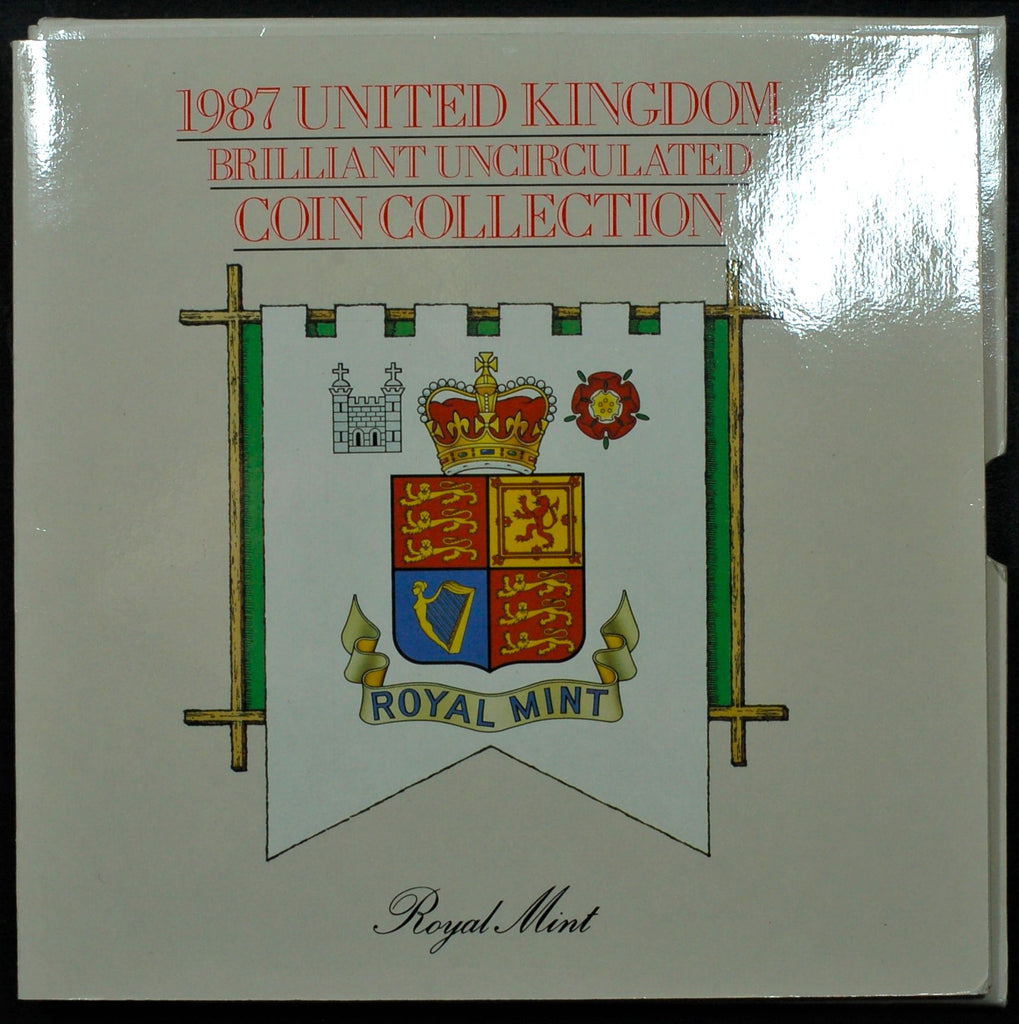 1987 UNITED KINGDOM
BRILLIANT UNCIRCULATED
COIN COLLECTION
ROYAL MINT
Royal Mint